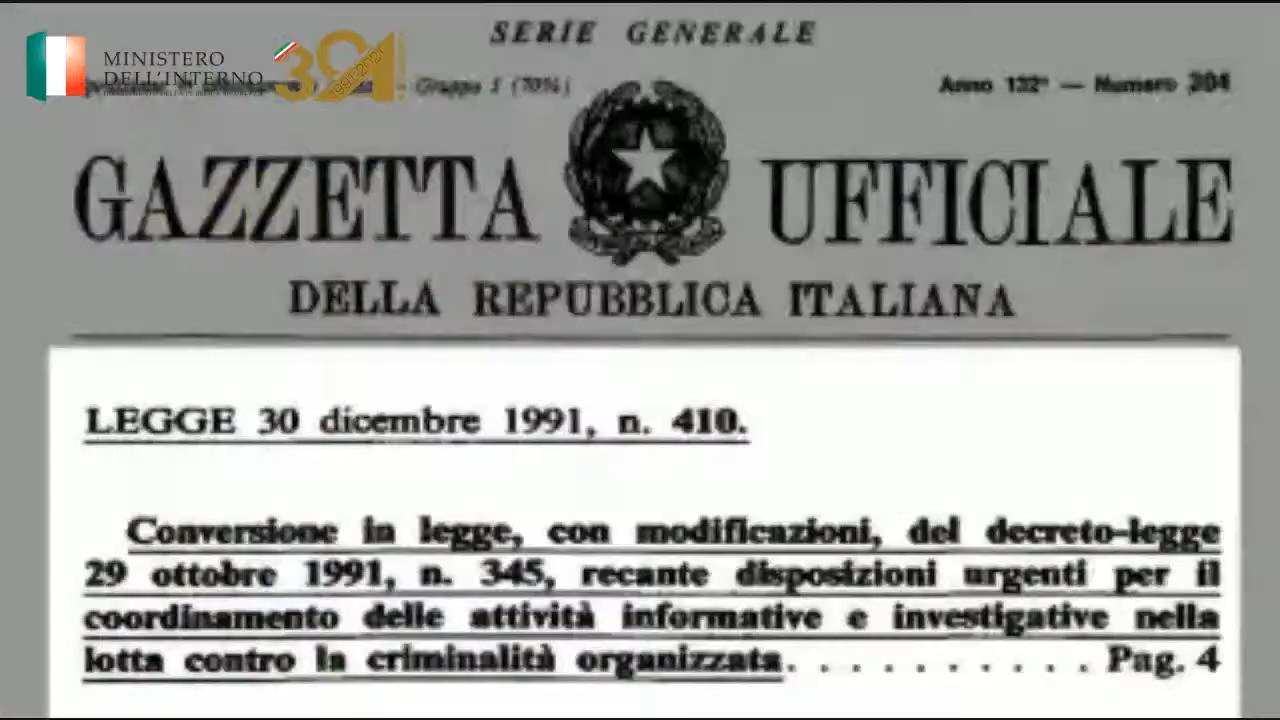 MINISTERO
DELL'INTERNO
1991-2021
SERIE GENERALE
Gruppo I (70%)
Anno 132° — Numero 304
GAZZETTA UFFICIALE
DELLA REPUBBLICA ITALIANA
LEGGE 30 dicembre 1991, n. 410.
Conversione in legge, con modificazioni, del decreto-legge
29 ottobre 1991, n. 345, recante disposizioni urgenti per il
coordinamento delle attività informative e investigative nella
lotta contro la criminalità organizzata. . . . . . . . . . . Pag. 4